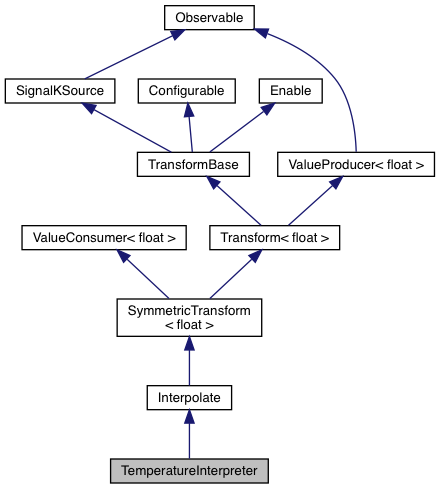 Observable
SignalKSource
Configurable
Enable
TransformBase
ValueProducer< float >
ValueConsumer< float >
Transform< float >
SymmetricTransform
< float >
Interpolate
TemperatureInterpreter